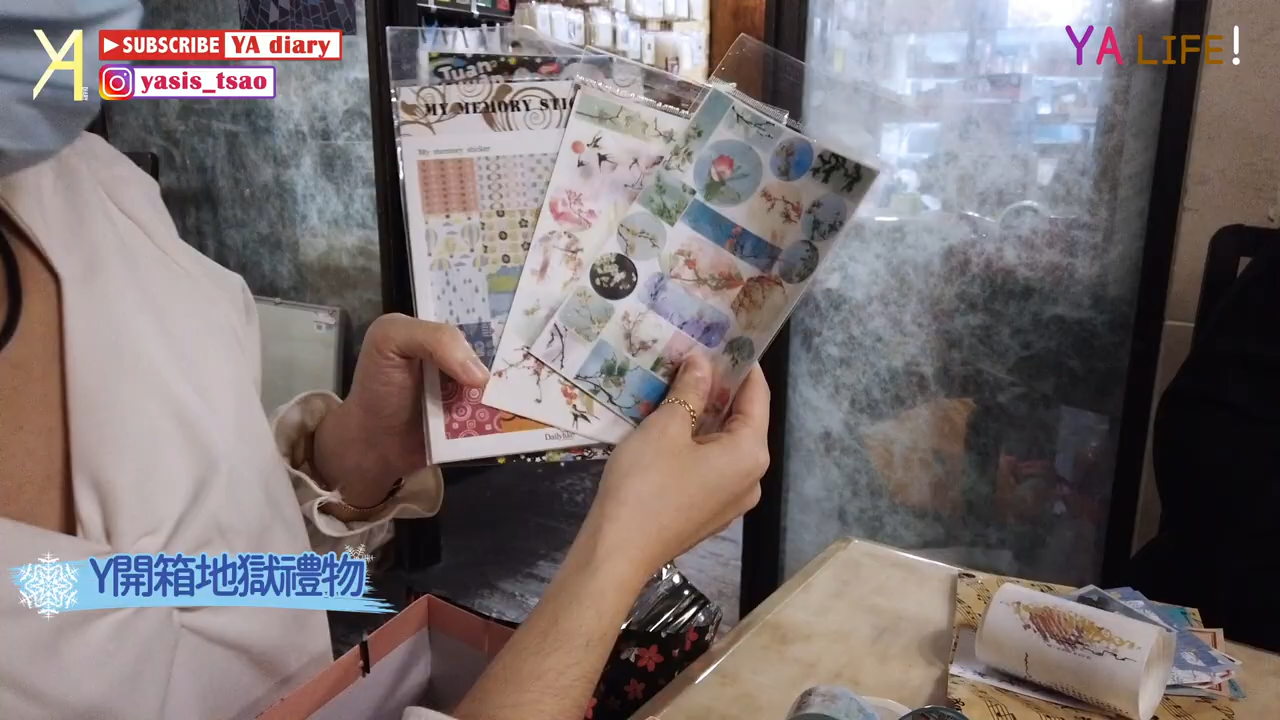 YA
SUBSCRIBE YA diary
yasis_tsao
YA LIFE!
Tuan
MY MEMORY STIC
My memory sticker
Y開箱地獄禮物